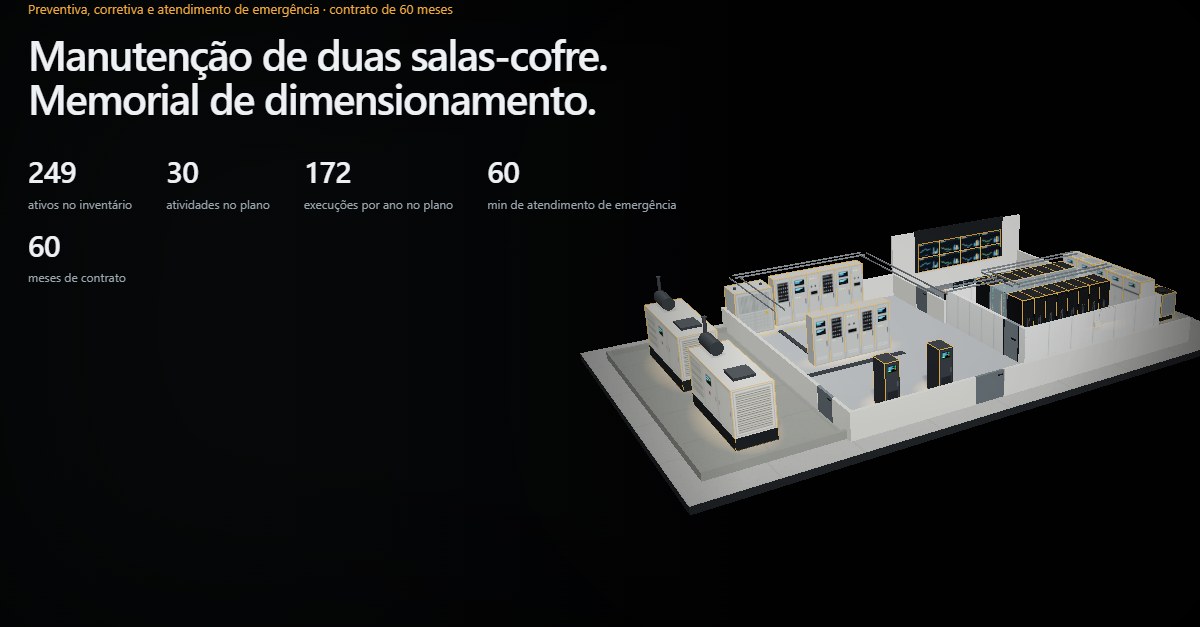 Preventiva, corretiva e atendimento de emergência · contrato de 60 meses
Manutenção de duas salas-cofre.
Memorial de dimensionamento.
249
ativos no inventário
30
atividades no plano
172
execuções por ano no plano
60
min de atendimento de emergência
60
meses de contrato